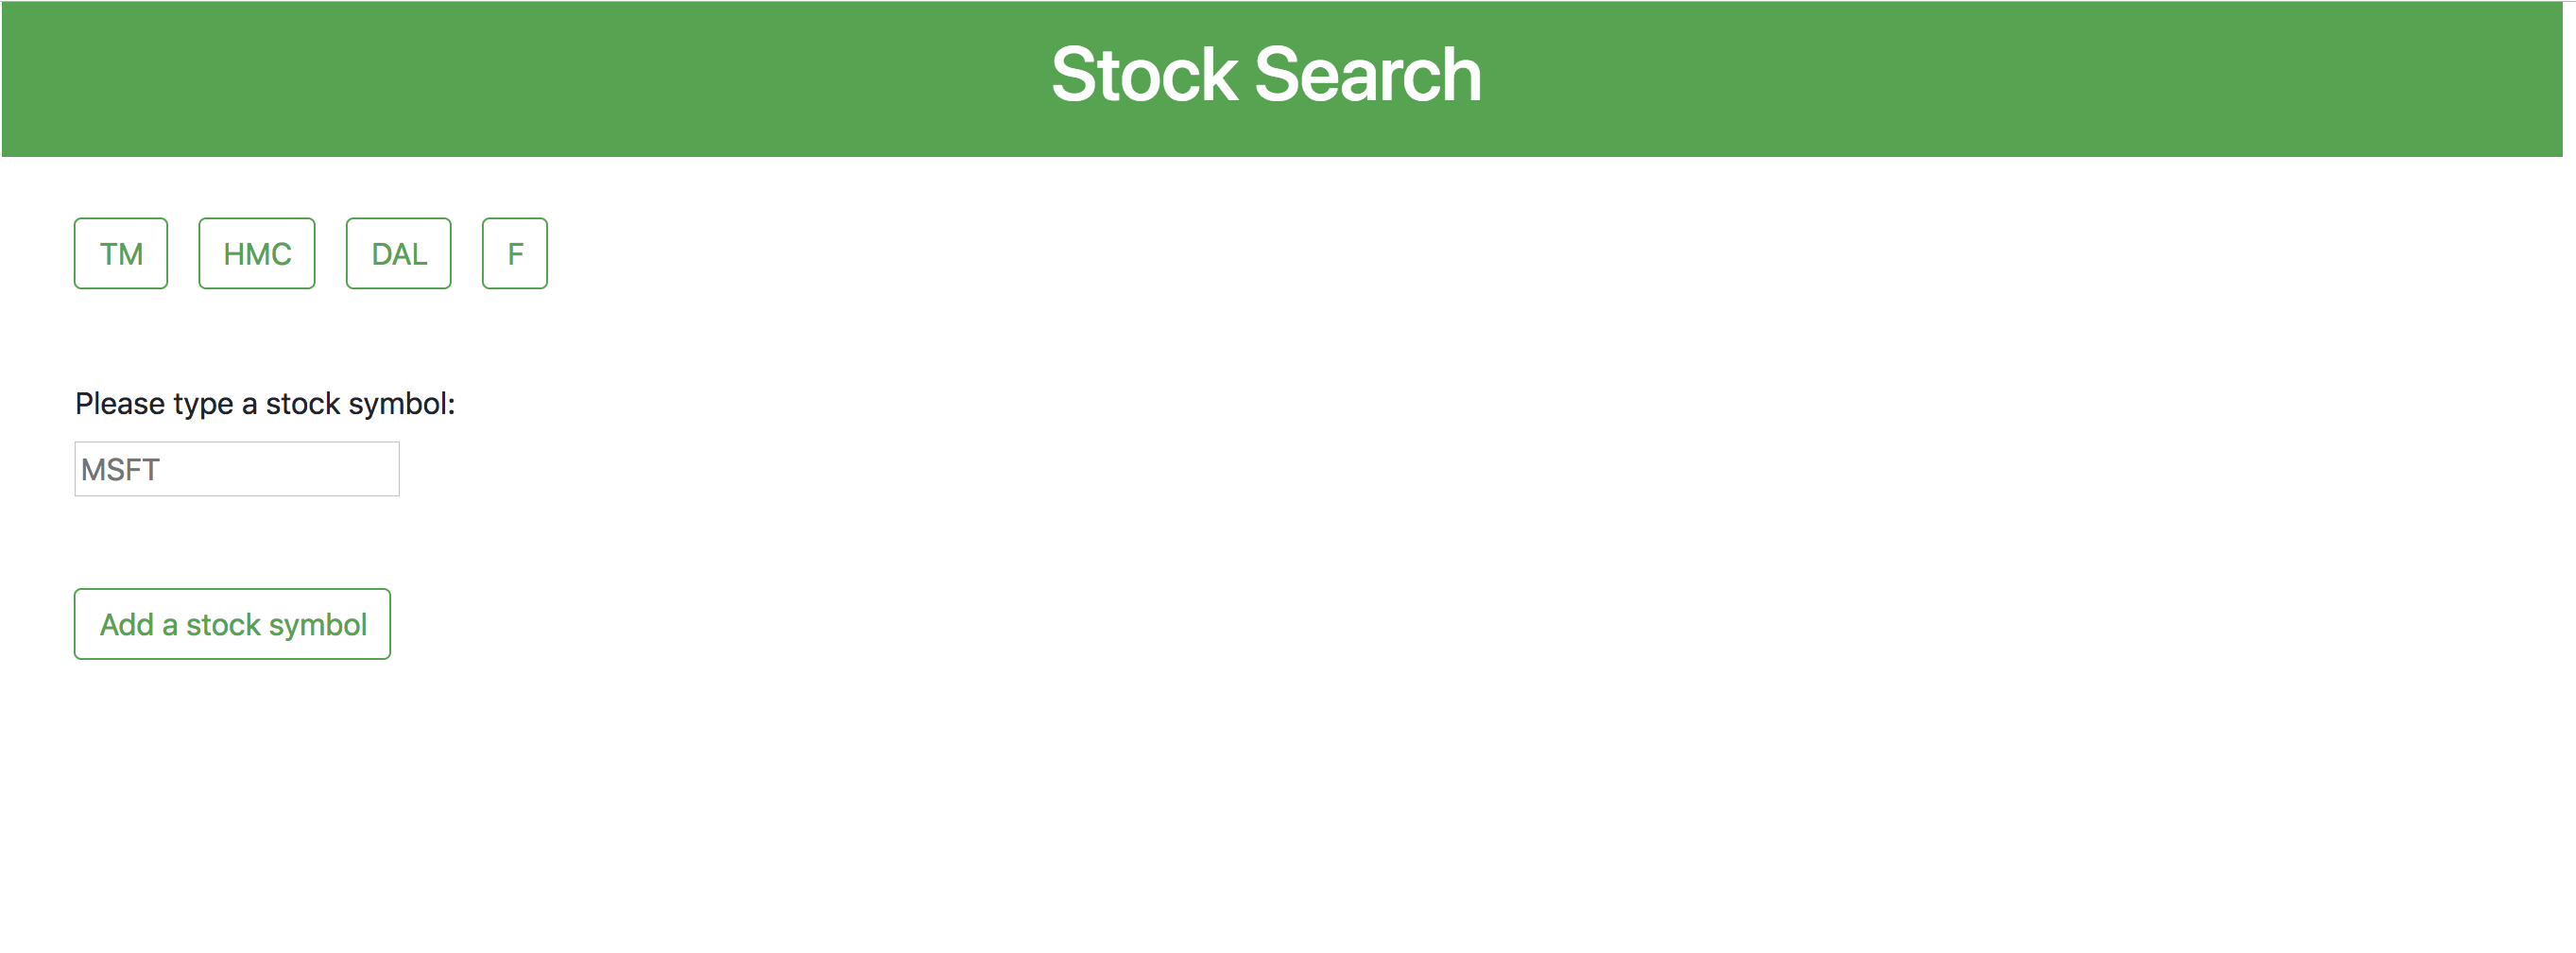 Stock Search
TM HMC DAL F
Please type a stock symbol:
MSFT
Add a stock symbol